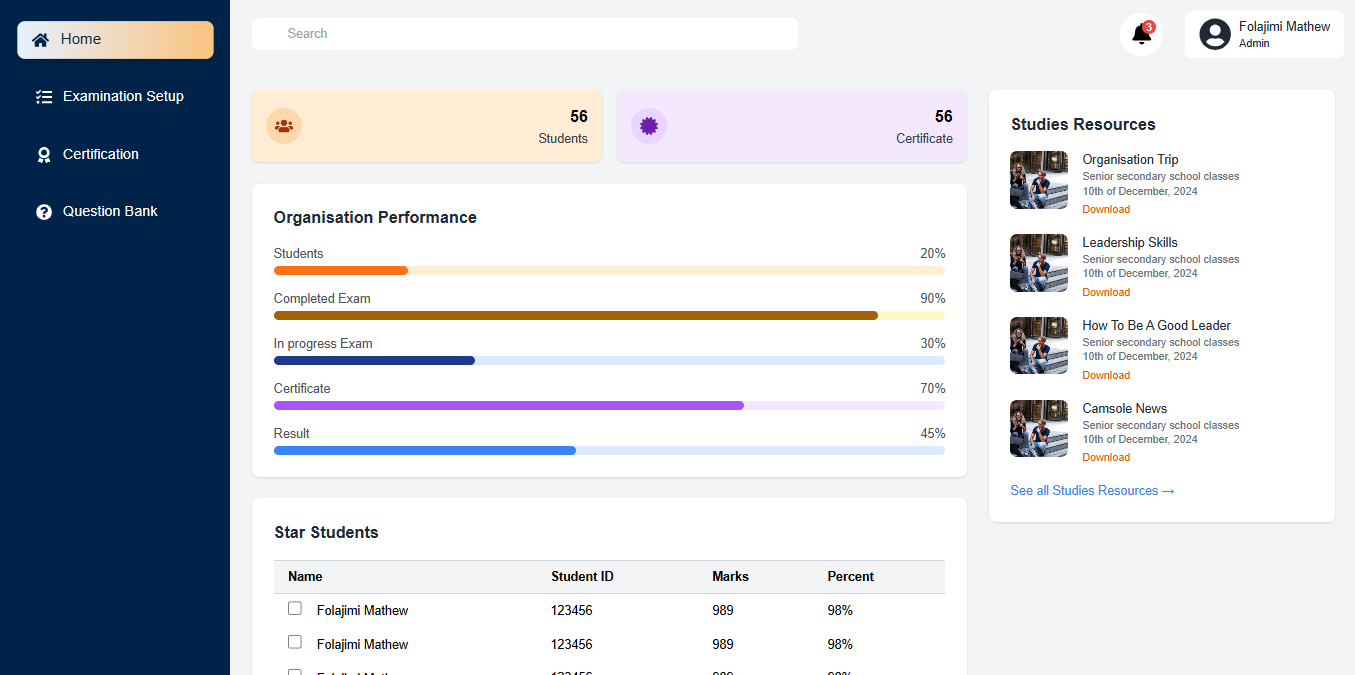 Home
Examination Setup
Certification
Question Bank
Search
3
Folajimi Mathew
Admin
56
Students
56
Certificate
Organisation Performance
Students 20%
Completed Exam 90%
In progress Exam 30%
Certificate 70%
Result 45%
Star Students
Name Student ID Marks Percent
Folajimi Mathew 123456 989 98%
Folajimi Mathew 123456 989 98%
Studies Resources
Organisation Trip
Senior secondary school classes
10th of December, 2024
Download
Leadership Skills
Senior secondary school classes
10th of December, 2024
Download
How To Be A Good Leader
Senior secondary school classes
10th of December, 2024
Download
Camsole News
Senior secondary school classes
10th of December, 2024
Download
See all Studies Resources →